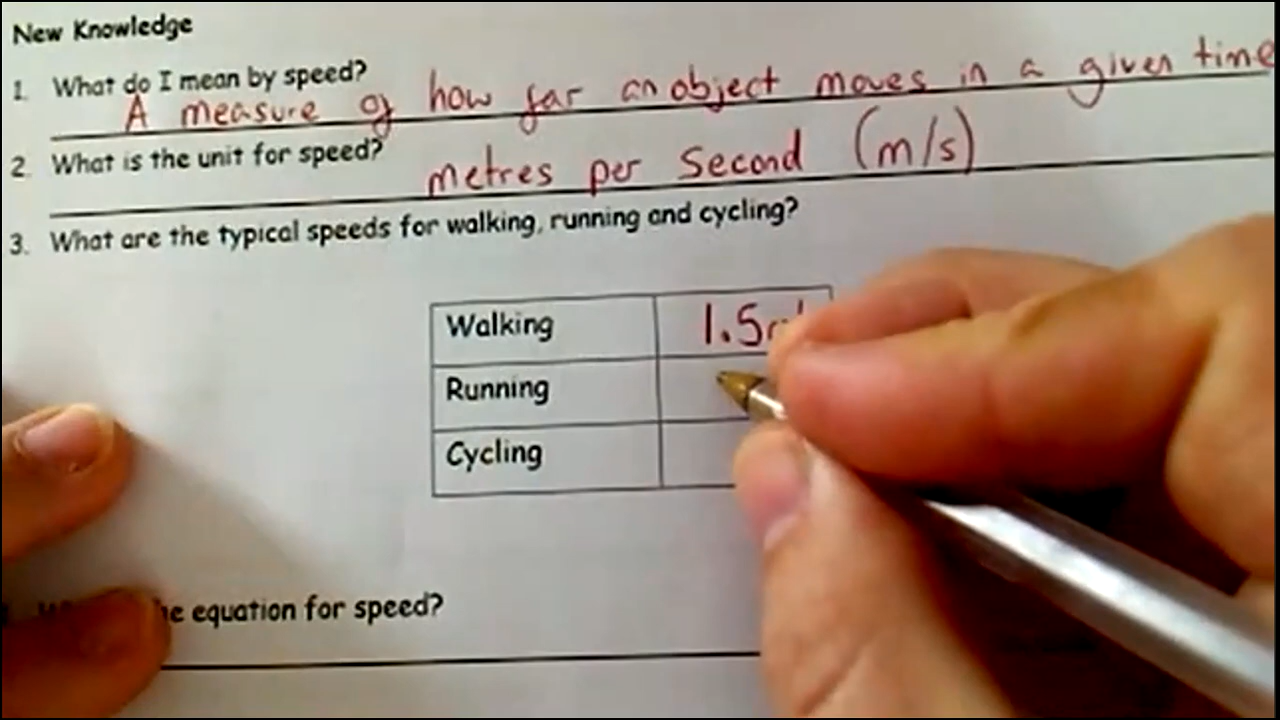 New Knowledge
1. What do I mean by speed?
A measure of how far an object moves in a given time
2. What is the unit for speed?
metres per second (m/s)
3. What are the typical speeds for walking, running and cycling?
Walking 1.5
Running
Cycling
equation for speed?